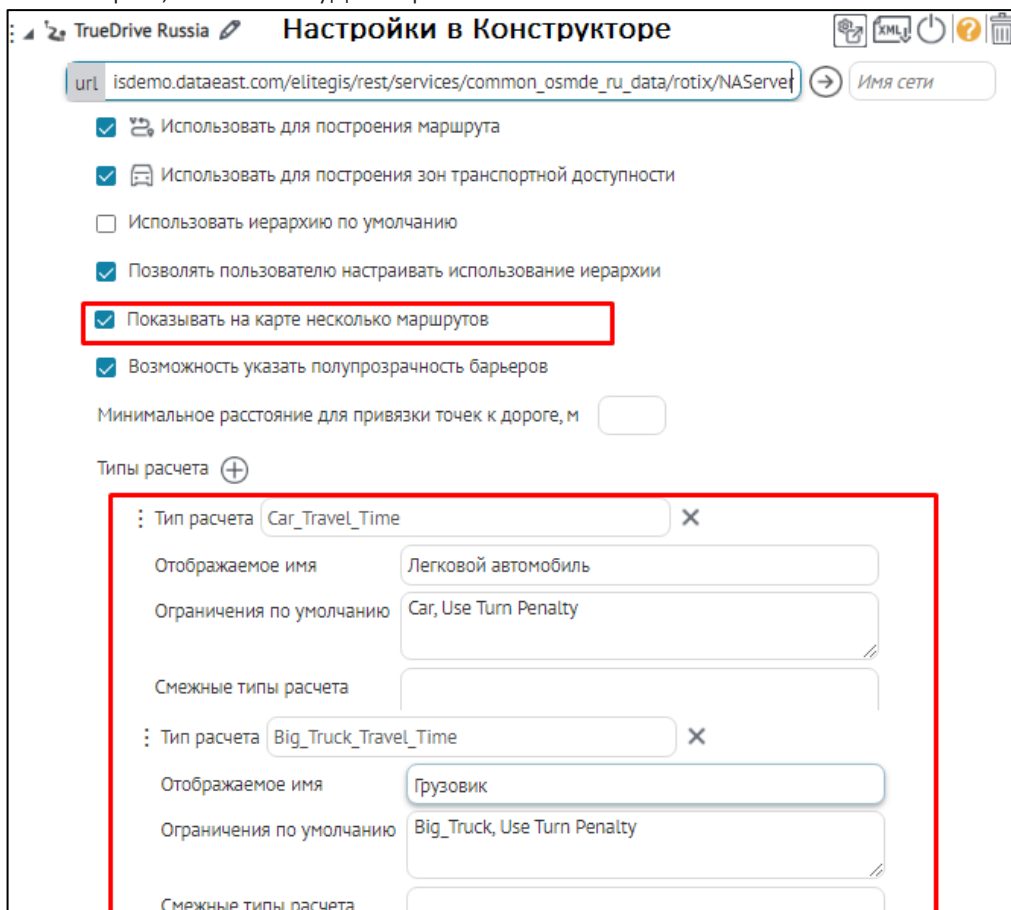 TrueDrive Russia Настройки в Конструкторе XML
url isdemo.dataeast.com/elitegis/rest/services/common_osmde_ru_data/rotix/NAServer Имя сети
Использовать для построения маршрута
Использовать для построения зон транспортной доступности
Использовать иерархию по умолчанию
Позволять пользователю настраивать использование иерархии
Показывать на карте несколько маршрутов
Возможность указать полупрозрачность барьеров
Минимальное расстояние для привязки точек к дороге, м
Типы расчета
Тип расчета Car_Travel_Time
Отображаемое имя Легковой автомобиль
Ограничения по умолчанию Car, Use Turn Penalty
Смежные типы расчета
Тип расчета Big_Truck_Travel_Time
Отображаемое имя Грузовик
Ограничения по умолчанию Big_Truck, Use Turn Penalty
Смежные типы расчета